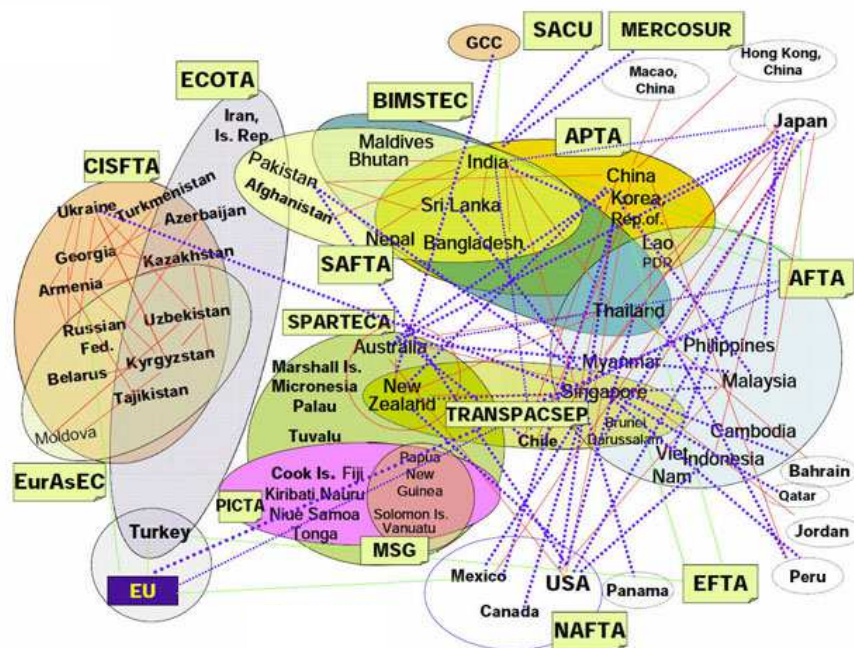 SACU
MERCOSUR
GCC
Hong Kong,
China
Macao,
China
ECOTA
Iran,
Is. Rep.
BIMSTEC
Japan
APTA
Maldives
Bhutan
India
CISFTA
Pakistan
China
Afghanistan
Korea
Rep.of.
Turkmenistan
Ukraine
Azerbaijan
Sri Lanka
Nepal
Bangladesh
Lao
PDR
Georgia
Kazakhstan
SAFTA
AFTA
Armenia
Uzbekistan
Thailand
SPARTECA
Russian
Fed.
Australia
Philippines
Kyrgyzstan
Marshall Is.
Micronesia
Palau
Myanmar
Belarus
New
Zealand
Singapore
Malaysia
Tajikistan
TRANSPACSEP
Tuvalu
Chile
Brunei
Darussalam
Cambodia
Moldova
Viet
Nam
Indonesia
EurAsEC
Cook Is. Fiji
Papua
New
Guinea
Bahrain
PICTA
Kiribati Nauru
Niue Samoa
Tonga
Solomon Is.
Vanuatu
Qatar
Turkey
MSG
Jordan
EU
Mexico
USA
Panama
EFTA
Peru
Canada
NAFTA